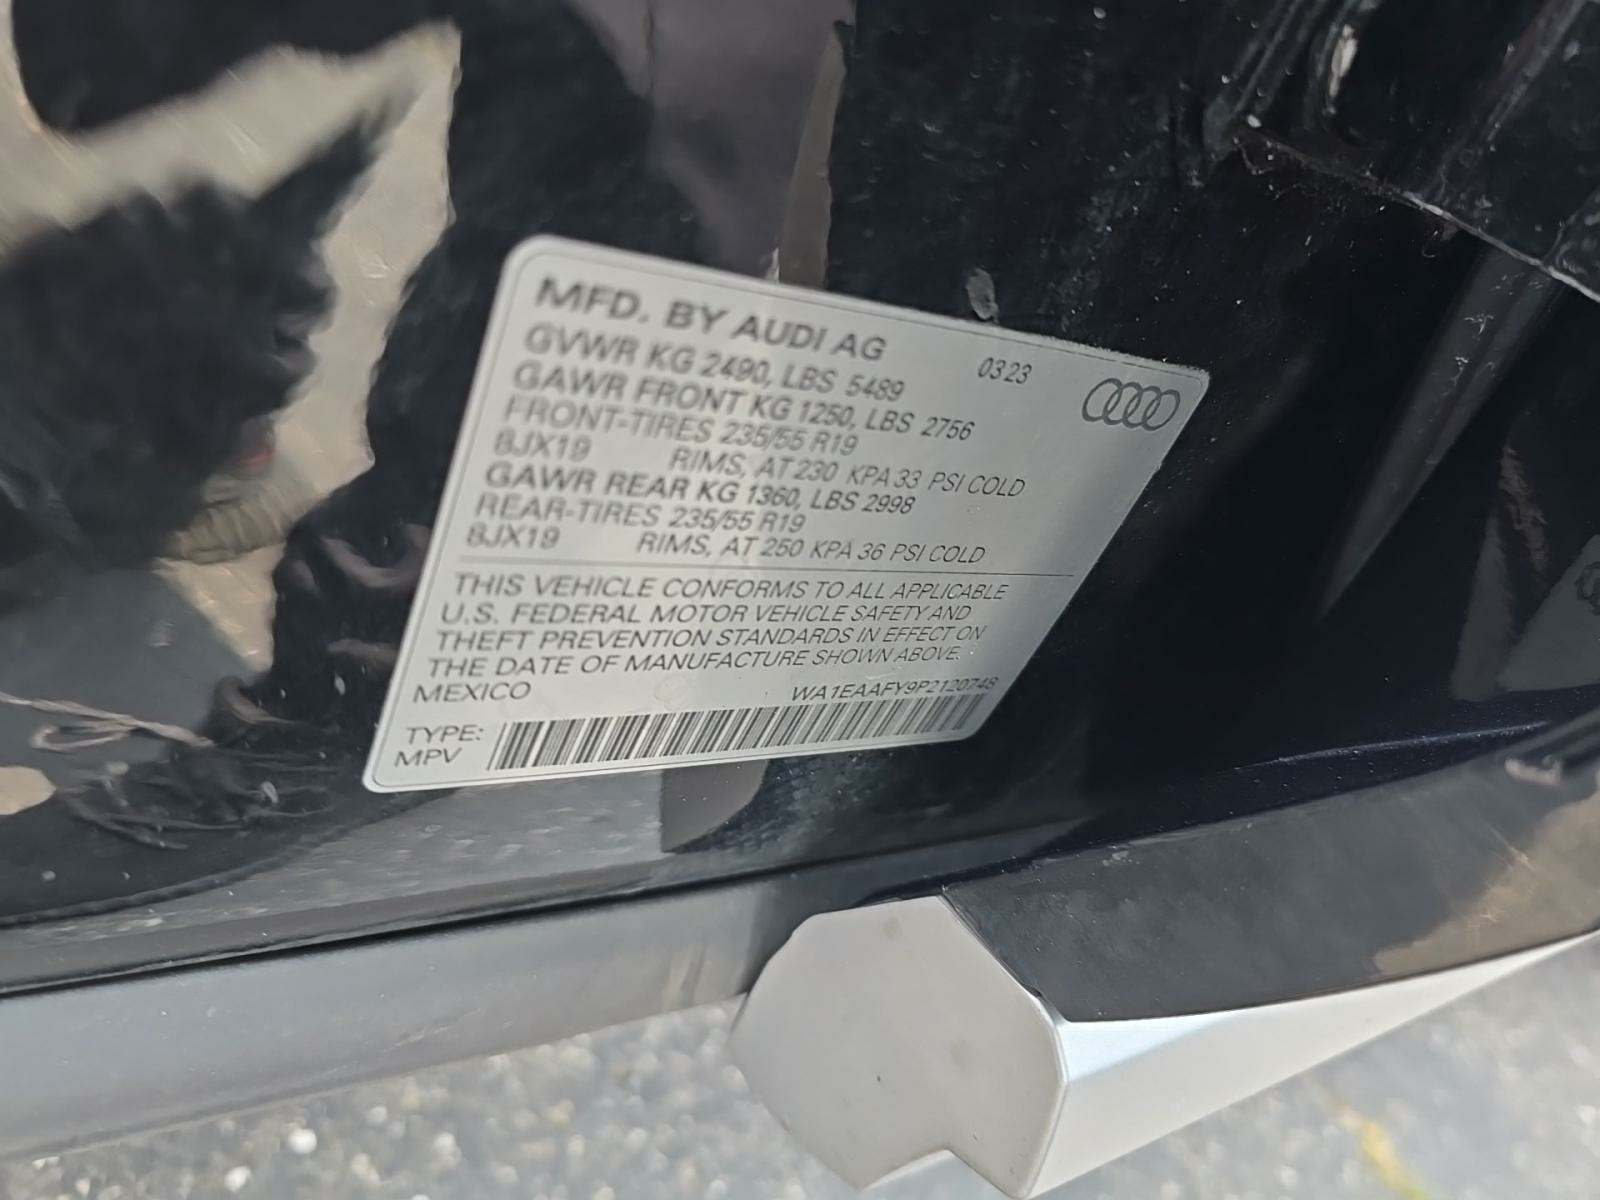 MFD. BY AUDI AG
GVWR KG 2490, LBS 5489 0323
GAWR FRONT KG 1250, LBS 2756
FRONT-TIRES 235/55 R19
8JX19 RIMS, AT 230 KPA 33 PSI COLD
GAWR REAR KG 1360, LBS 2998
REAR-TIRES 235/55 R19
8JX19 RIMS, AT 250 KPA 36 PSI COLD
THIS VEHICLE CONFORMS TO ALL APPLICABLE
U.S. FEDERAL MOTOR VEHICLE SAFETY AND
THEFT PREVENTION STANDARDS IN EFFECT ON
THE DATE OF MANUFACTURE SHOWN ABOVE.
MEXICO WA1EAAFY9P2120748
TYPE:
MPV